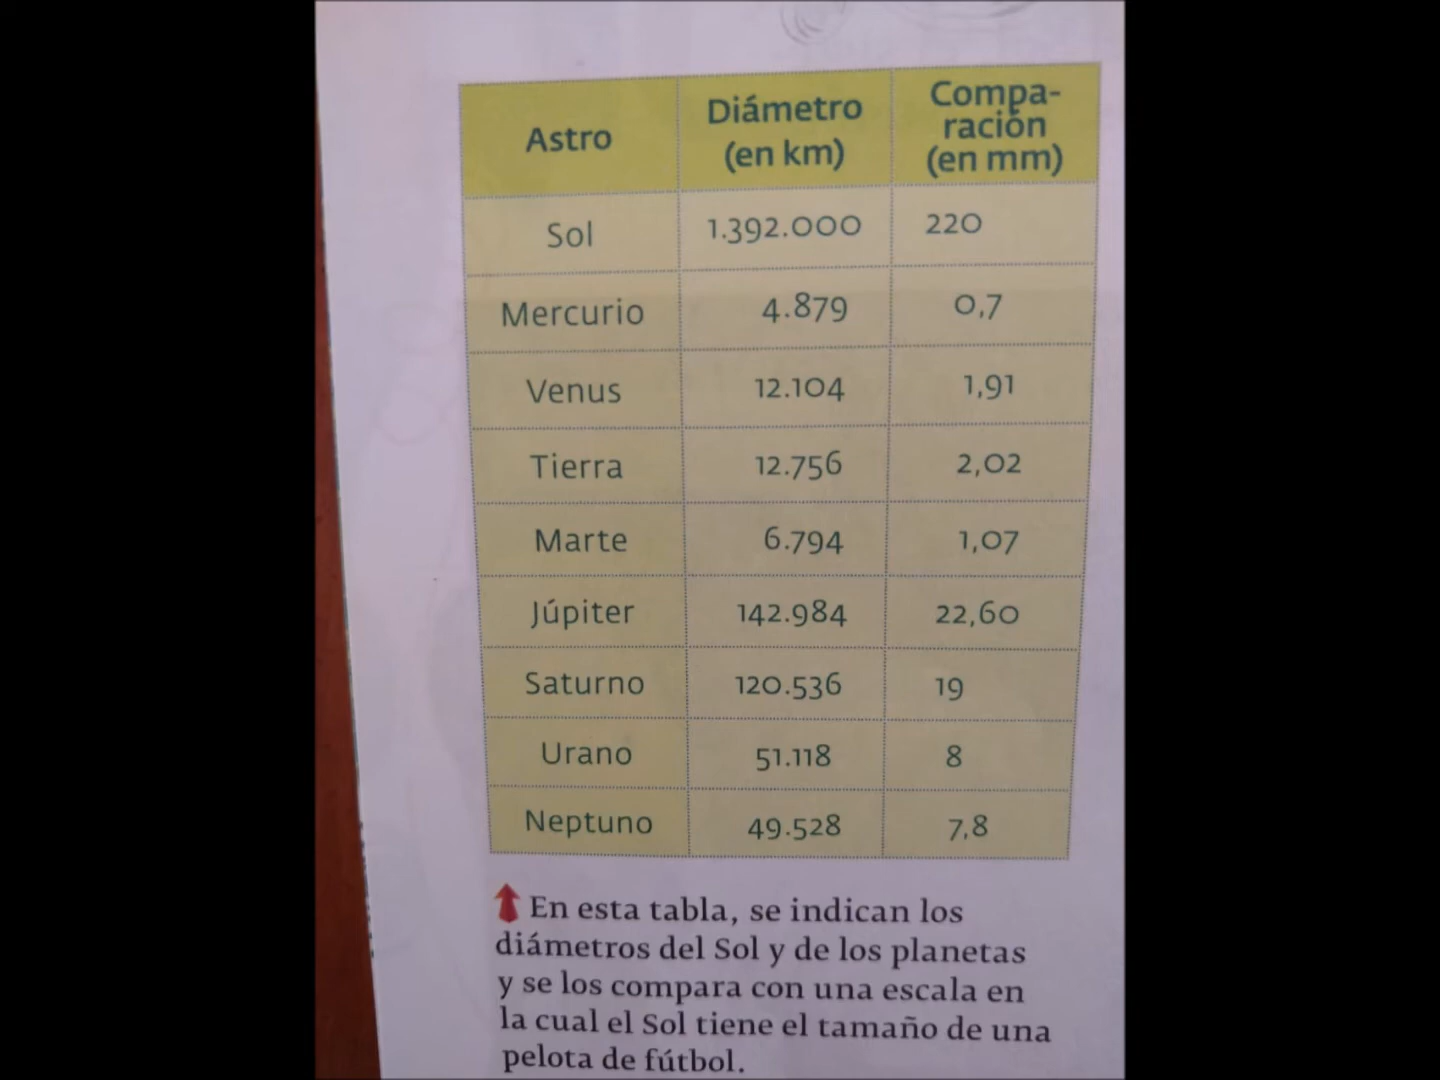 Astro Diámetro (en km) Compa-ración (en mm)
Sol 1.392.000 220
Mercurio 4.879 0,7
Venus 12.104 1,91
Tierra 12.756 2,02
Marte 6.794 1,07
Júpiter 142.984 22,60
Saturno 120.536 19
Urano 51.118 8
Neptuno 49.528 7,8
En esta tabla, se indican los
diámetros del Sol y de los planetas
y se los compara con una escala en
la cual el Sol tiene el tamaño de una
pelota de fútbol.